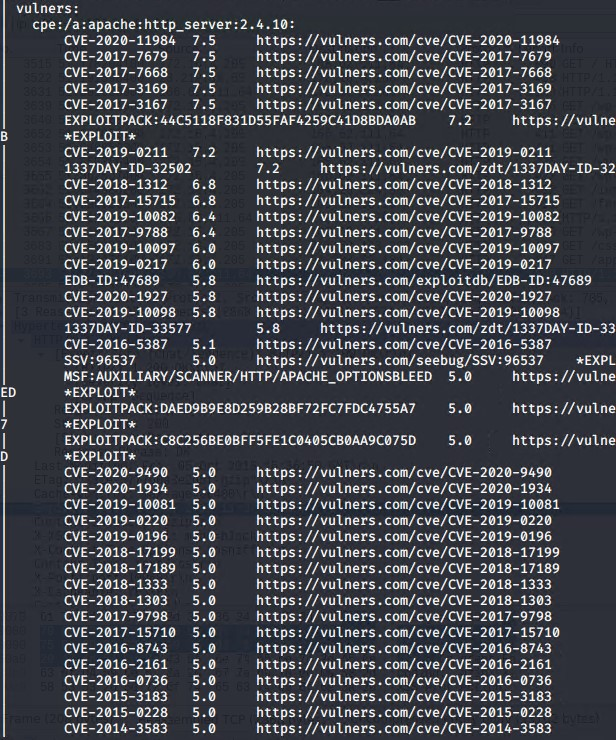 vulners:
cpe:/a:apache:http_server:2.4.10:
CVE-2020-11984 7.5 https://vulners.com/cve/CVE-2020-11984
CVE-2017-7679 7.5 https://vulners.com/cve/CVE-2017-7679
CVE-2017-7668 7.5 https://vulners.com/cve/CVE-2017-7668
CVE-2017-3169 7.5 https://vulners.com/cve/CVE-2017-3169
CVE-2017-3167 7.5 https://vulners.com/cve/CVE-2017-3167
EXPLOITPACK:44C5118F831D55FAF4259C41D8BDA0AB 7.2 https://vulne
B *EXPLOIT*
CVE-2019-0211 7.2 https://vulners.com/cve/CVE-2019-0211
1337DAY-ID-32502 7.2 https://vulners.com/zdt/1337DAY-ID-32
CVE-2018-1312 6.8 https://vulners.com/cve/CVE-2018-1312
CVE-2017-15715 6.8 https://vulners.com/cve/CVE-2017-15715
CVE-2019-10082 6.4 https://vulners.com/cve/CVE-2019-10082
CVE-2017-9788 6.4 https://vulners.com/cve/CVE-2017-9788
CVE-2019-10097 6.0 https://vulners.com/cve/CVE-2019-10097
CVE-2019-0217 6.0 https://vulners.com/cve/CVE-2019-0217
EDB-ID:47689 5.8 https://vulners.com/exploitdb/EDB-ID:47689
CVE-2020-1927 5.8 https://vulners.com/cve/CVE-2020-1927
CVE-2019-10098 5.8 https://vulners.com/cve/CVE-2019-10098
1337DAY-ID-33577 5.8 https://vulners.com/zdt/1337DAY-ID-33
CVE-2016-5387 5.1 https://vulners.com/cve/CVE-2016-5387
SSV:96537 5.0 https://vulners.com/seebug/SSV:96537 *EXPL
MSF:AUXILIARY/SCANNER/HTTP/APACHE_OPTIONSBLEED 5.0 https://vulne
ED *EXPLOIT*
EXPLOITPACK:DAED9B9E8D259B28BF72FC7FDC4755A7 5.0 https://vulne
7 *EXPLOIT*
EXPLOITPACK:C8C256BE0BFF5FE1C0405CB0AA9C075D 5.0 https://vulne
D *EXPLOIT*
CVE-2020-9490 5.0 https://vulners.com/cve/CVE-2020-9490
CVE-2020-1934 5.0 https://vulners.com/cve/CVE-2020-1934
CVE-2019-10081 5.0 https://vulners.com/cve/CVE-2019-10081
CVE-2019-0220 5.0 https://vulners.com/cve/CVE-2019-0220
CVE-2019-0196 5.0 https://vulners.com/cve/CVE-2019-0196
CVE-2018-17199 5.0 https://vulners.com/cve/CVE-2018-17199
CVE-2018-17189 5.0 https://vulners.com/cve/CVE-2018-17189
CVE-2018-1333 5.0 https://vulners.com/cve/CVE-2018-1333
CVE-2018-1303 5.0 https://vulners.com/cve/CVE-2018-1303
CVE-2017-9798 5.0 https://vulners.com/cve/CVE-2017-9798
CVE-2017-15710 5.0 https://vulners.com/cve/CVE-2017-15710
CVE-2016-8743 5.0 https://vulners.com/cve/CVE-2016-8743
CVE-2016-2161 5.0 https://vulners.com/cve/CVE-2016-2161
CVE-2016-0736 5.0 https://vulners.com/cve/CVE-2016-0736
CVE-2015-3183 5.0 https://vulners.com/cve/CVE-2015-3183
CVE-2015-0228 5.0 https://vulners.com/cve/CVE-2015-0228
CVE-2014-3583 5.0 https://vulners.com/cve/CVE-2014-3583